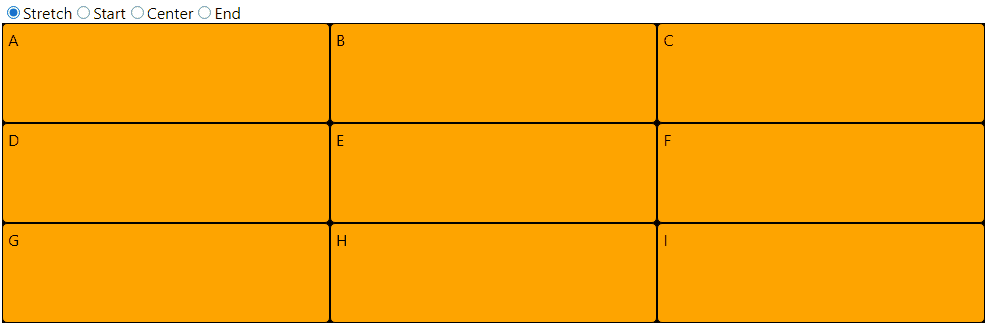 Stretch Start Center End
A B C
D E F
G H I